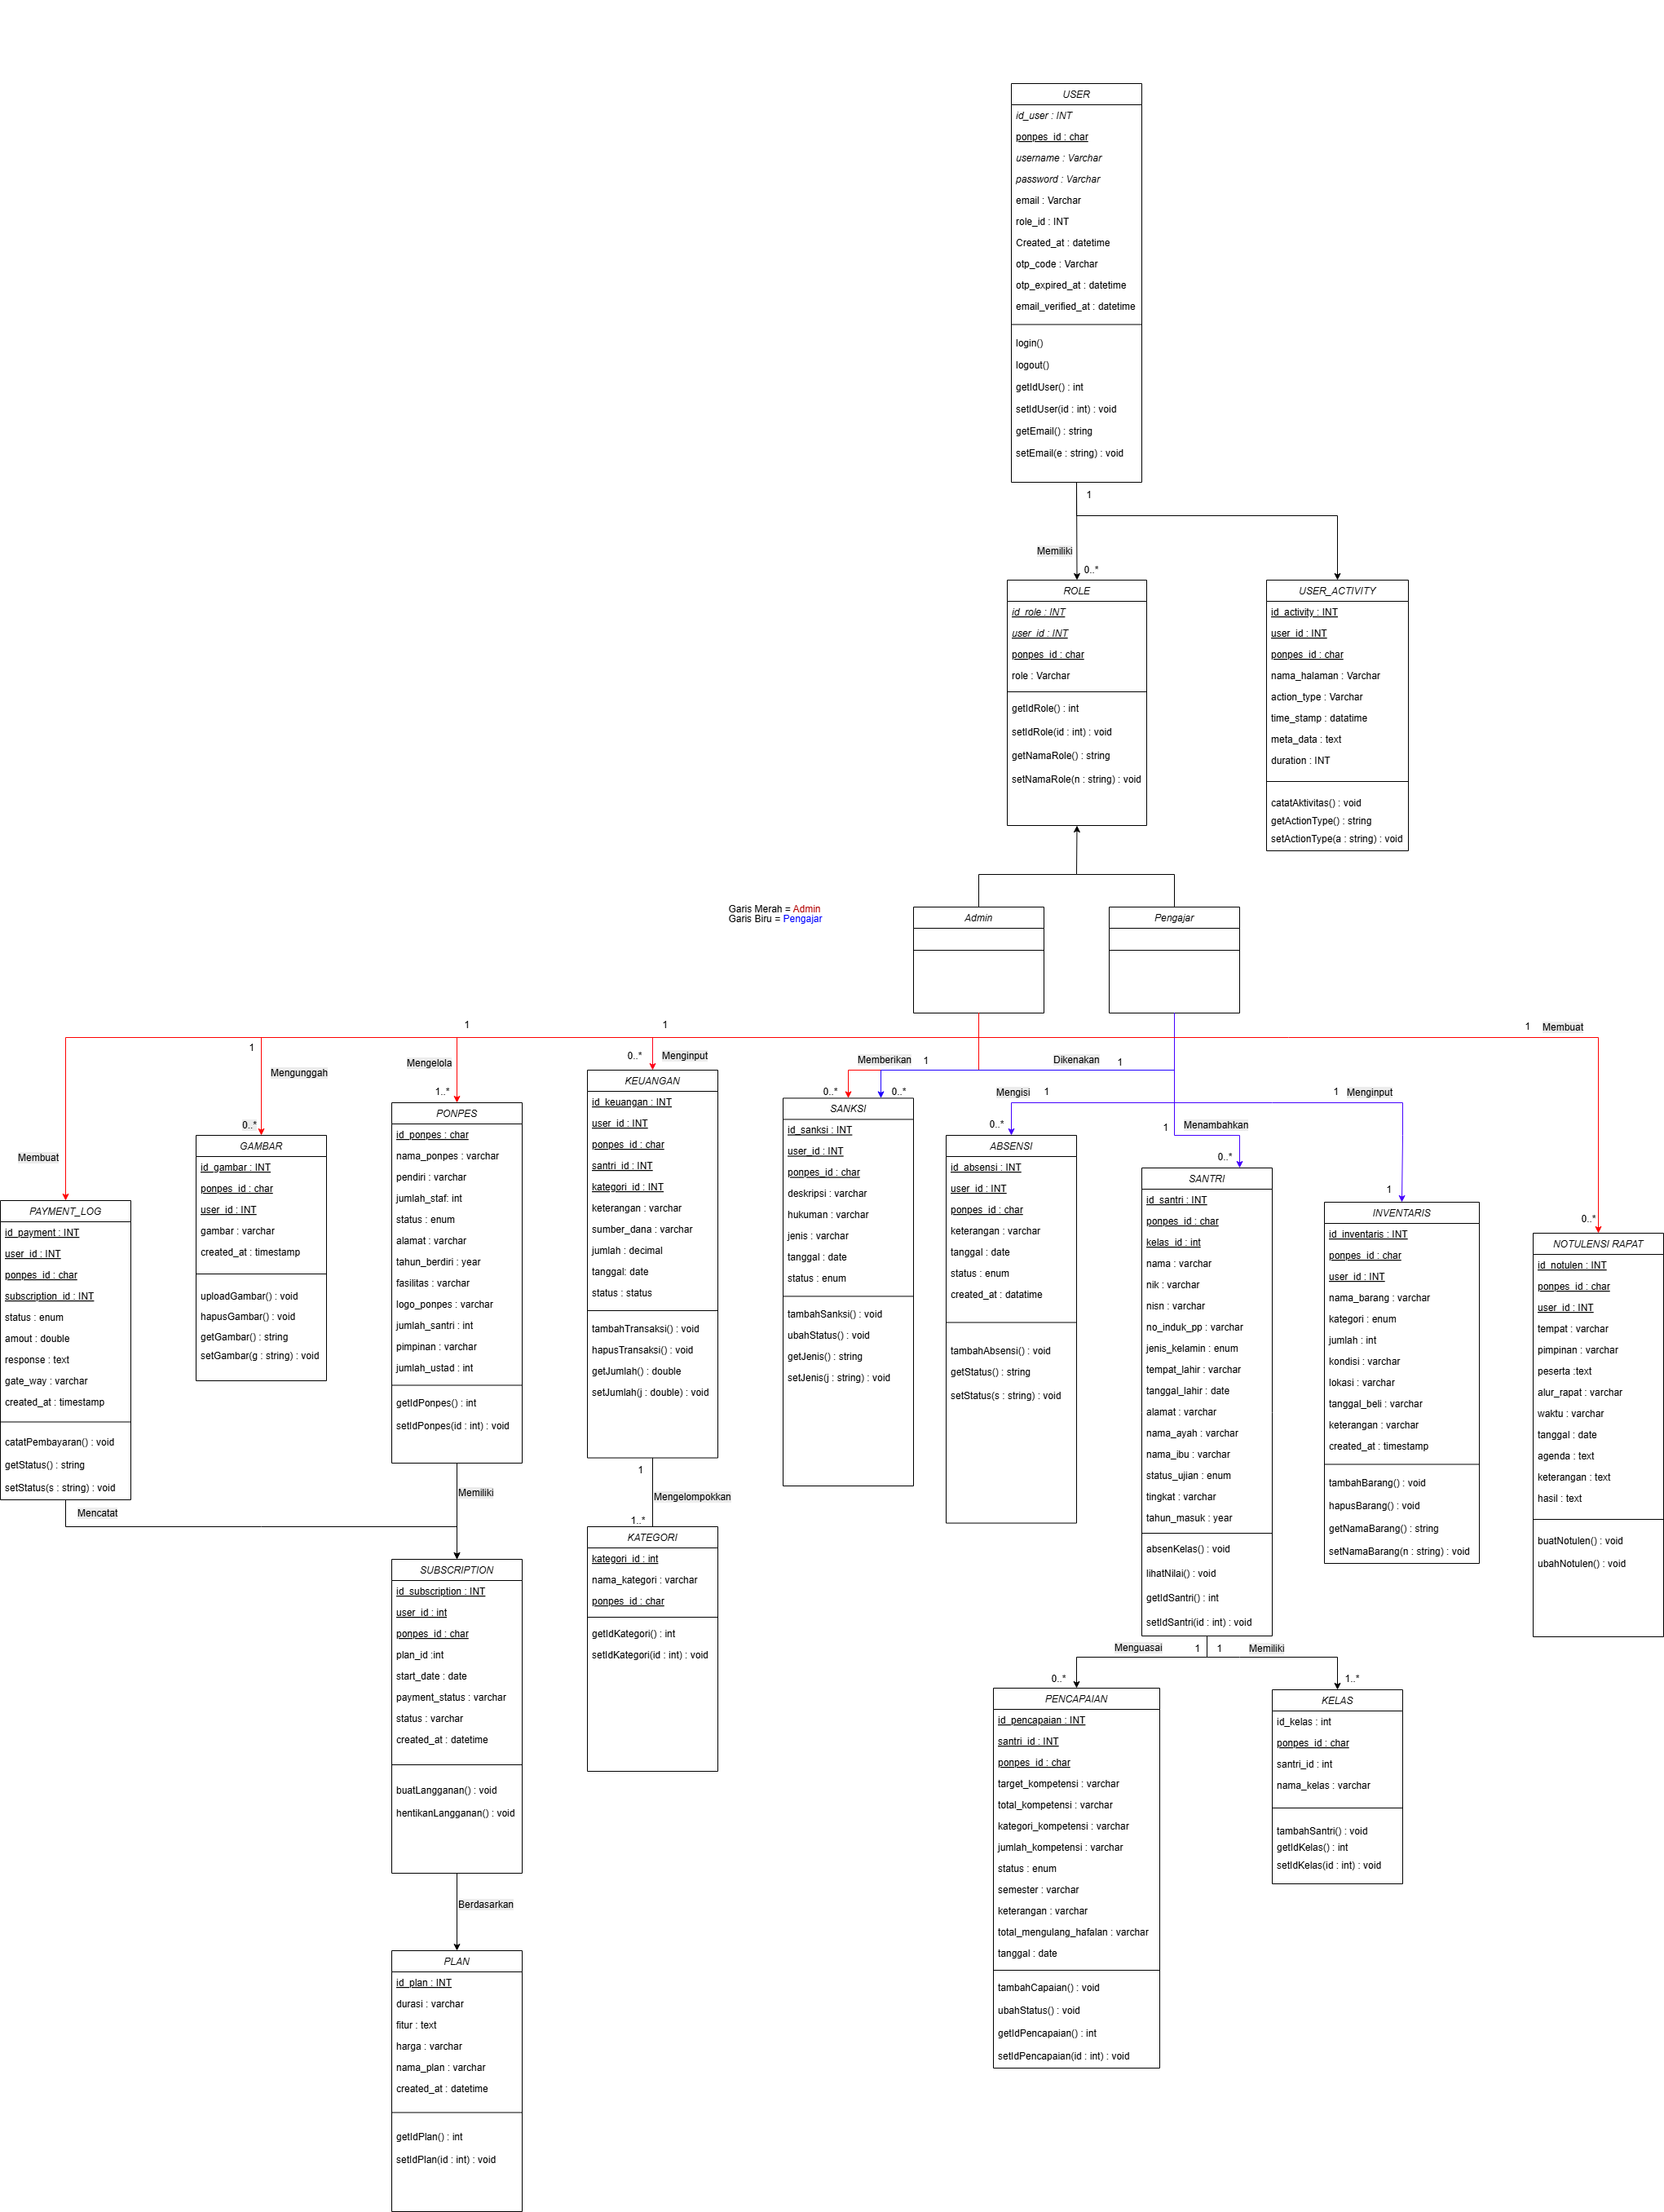 USER
id_user : INT
ponpes_id : char
username : Varchar
password : Varchar
email : Varchar
role_id : INT
Created_at : datetime
otp_code : Varchar
otp_expired_at : datetime
email_verified_at : datetime
login()
logout()
getIdUser() : int
setIdUser(id : int) : void
getEmail() : string
setEmail(e : string) : void
1
Memiliki
0..*
ROLE
id_role : INT
user_id : INT
ponpes_id : char
role : Varchar
getIdRole() : int
setIdRole(id : int) : void
getNamaRole() : string
setNamaRole(n : string) : void
USER_ACTIVITY
id_activity : INT
user_id : INT
ponpes_id : char
nama_halaman : Varchar
action_type : Varchar
time_stamp : datatime
meta_data : text
duration : INT
catatAktivitas() : void
getActionType() : string
setActionType(a : string) : void
Garis Merah = Admin
Garis Biru = Pengajar
Admin
Pengajar
1
1
1 Membuat
1
Mengunggah
Mengelola
0..* Menginput
Memberikan 1
Dikenakan 1
1..*
0..*
0..*
Mengisi 1
1 Menginput
0..*
0..*
1 Menambahkan
Membuat
0..*
1
0..*
PAYMENT_LOG
id_payment : INT
user_id : INT
ponpes_id : char
subscription_id : INT
status : enum
amout : double
response : text
gate_way : varchar
created_at : timestamp
catatPembayaran() : void
getStatus() : string
setStatus(s : string) : void
Mencatat
GAMBAR
id_gambar : INT
ponpes_id : char
user_id : INT
gambar : varchar
created_at : timestamp
uploadGambar() : void
hapusGambar() : void
getGambar() : string
setGambar(g : string) : void
PONPES
id_ponpes : char
nama_ponpes : varchar
pendiri : varchar
jumlah_staf: int
status : enum
alamat : varchar
tahun_berdiri : year
fasilitas : varchar
logo_ponpes : varchar
jumlah_santri : int
pimpinan : varchar
jumlah_ustad : int
getIdPonpes() : int
setIdPonpes(id : int) : void
Memiliki
KEUANGAN
id_keuangan : INT
user_id : INT
ponpes_id : char
santri_id : INT
kategori_id : INT
keterangan : varchar
sumber_dana : varchar
jumlah : decimal
tanggal: date
status : status
tambahTransaksi() : void
hapusTransaksi() : void
getJumlah() : double
setJumlah(j : double) : void
1
Mengelompokkan
1..*
SANKSI
id_sanksi : INT
user_id : INT
ponpes_id : char
deskripsi : varchar
hukuman : varchar
jenis : varchar
tanggal : date
status : enum
tambahSanksi() : void
ubahStatus() : void
getJenis() : string
setJenis(j : string) : void
ABSENSI
id_absensi : INT
user_id : INT
ponpes_id : char
keterangan : varchar
tanggal : date
status : enum
created_at : datatime
tambahAbsensi() : void
getStatus() : string
setStatus(s : string) : void
SANTRI
id_santri : INT
ponpes_id : char
kelas_id : int
nama : varchar
nik : varchar
nisn : varchar
no_induk_pp : varchar
jenis_kelamin : enum
tempat_lahir : varchar
tanggal_lahir : date
alamat : varchar
nama_ayah : varchar
nama_ibu : varchar
status_ujian : enum
tingkat : varchar
tahun_masuk : year
absenKelas() : void
lihatNilai() : void
getIdSantri() : int
setIdSantri(id : int) : void
Menguasai 1
1 Memiliki
0..*
1..*
INVENTARIS
id_inventaris : INT
ponpes_id : char
user_id : INT
nama_barang : varchar
kategori : enum
jumlah : int
kondisi : varchar
lokasi : varchar
tanggal_beli : varchar
keterangan : varchar
created_at : timestamp
tambahBarang() : void
hapusBarang() : void
getNamaBarang() : string
setNamaBarang(n : string) : void
NOTULENSI RAPAT
id_notulen : INT
ponpes_id : char
user_id : INT
tempat : varchar
pimpinan : varchar
peserta :text
alur_rapat : varchar
waktu : varchar
tanggal : date
agenda : text
keterangan : text
hasil : text
buatNotulen() : void
ubahNotulen() : void
SUBSCRIPTION
id_subscription : INT
user_id : int
ponpes_id : char
plan_id :int
start_date : date
payment_status : varchar
status : varchar
created_at : datetime
buatLangganan() : void
hentikanLangganan() : void
Berdasarkan
KATEGORI
kategori_id : int
nama_kategori : varchar
ponpes_id : char
getIdKategori() : int
setIdKategori(id : int) : void
PENCAPAIAN
id_pencapaian : INT
santri_id : INT
ponpes_id : char
target_kompetensi : varchar
total_kompetensi : varchar
kategori_kompetensi : varchar
jumlah_kompetensi : varchar
status : enum
semester : varchar
keterangan : varchar
total_mengulang_hafalan : varchar
tanggal : date
tambahCapaian() : void
ubahStatus() : void
getIdPencapaian() : int
setIdPencapaian(id : int) : void
KELAS
id_kelas : int
ponpes_id : char
santri_id : int
nama_kelas : varchar
tambahSantri() : void
getIdKelas() : int
setIdKelas(id : int) : void
PLAN
id_plan : INT
durasi : varchar
fitur : text
harga : varchar
nama_plan : varchar
created_at : datetime
getIdPlan() : int
setIdPlan(id : int) : void